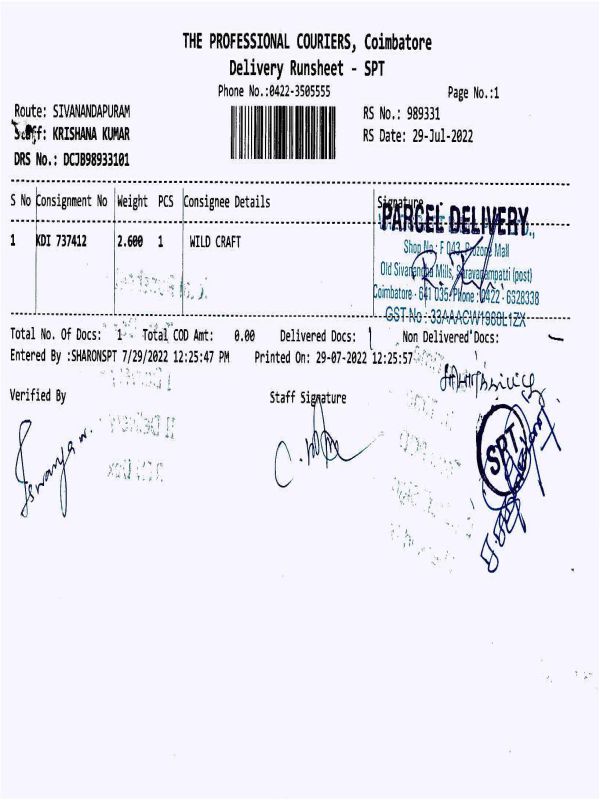 THE PROFESSIONAL COURIERS, Coimbatore
Delivery Runsheet - SPT
Phone No.:0422-3505555
Page No.:1
Route: SIVANANDAPURAM
RS No.: 989331
Staff: KRISHANA KUMAR
RS Date: 29-Jul-2022
DRS No.: DCJB98933101
S No Consignment No Weight PCS Consignee Details Signature
PARCEL DELIVERY
1 KDI 737412 2.600 1 WILD CRAFT
Shop No : F 043, Prozone Mall
Old Sivanandha Mills, Saravanampatti (post)
Coimbatore - 641 035. Phone : 0422 - 6528338
GST No : 33AAACW1988L1ZX
Total No. Of Docs: 1 Total COD Amt: 0.00 Delivered Docs: 1 Non Delivered Docs: -
Entered By :SHARONSPT 7/29/2022 12:25:47 PM Printed On: 29-07-2022 12:25:57
Verified By Staff Signature
SPT